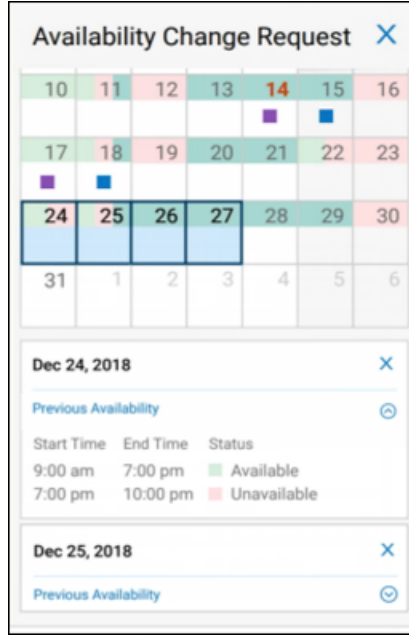 Availability Change Request
10 11 12 13 14 15 16
17 18 19 20 21 22 23
24 25 26 27 28 29 30
31 1 2 3 4 5 6
Dec 24, 2018
Previous Availability
Start Time End Time Status
9:00 am 7:00 pm Available
7:00 pm 10:00 pm Unavailable
Dec 25, 2018
Previous Availability